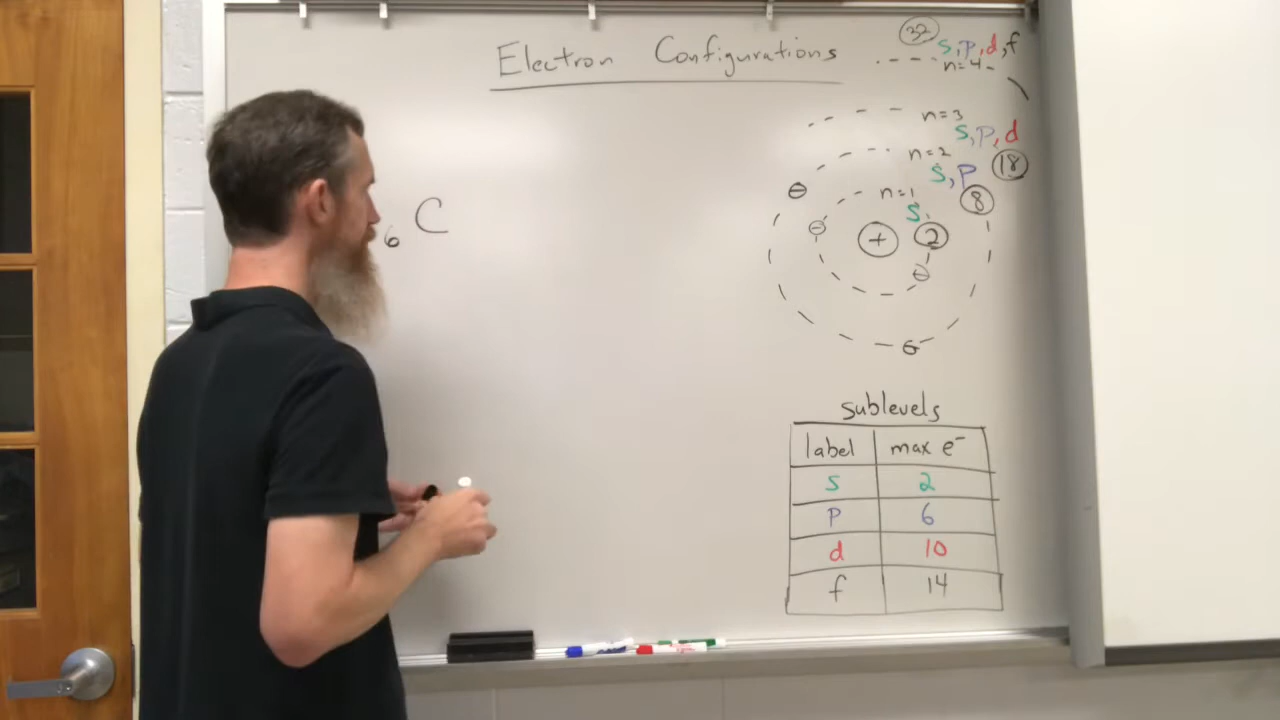 Electron Configurations
32
s, p, d, f
n=4
n=3
s, p, d
18
n=2
s, p
8
n=1
s
2
+
6 C
sublevels
label max e⁻
s 2
p 6
d 10
f 14